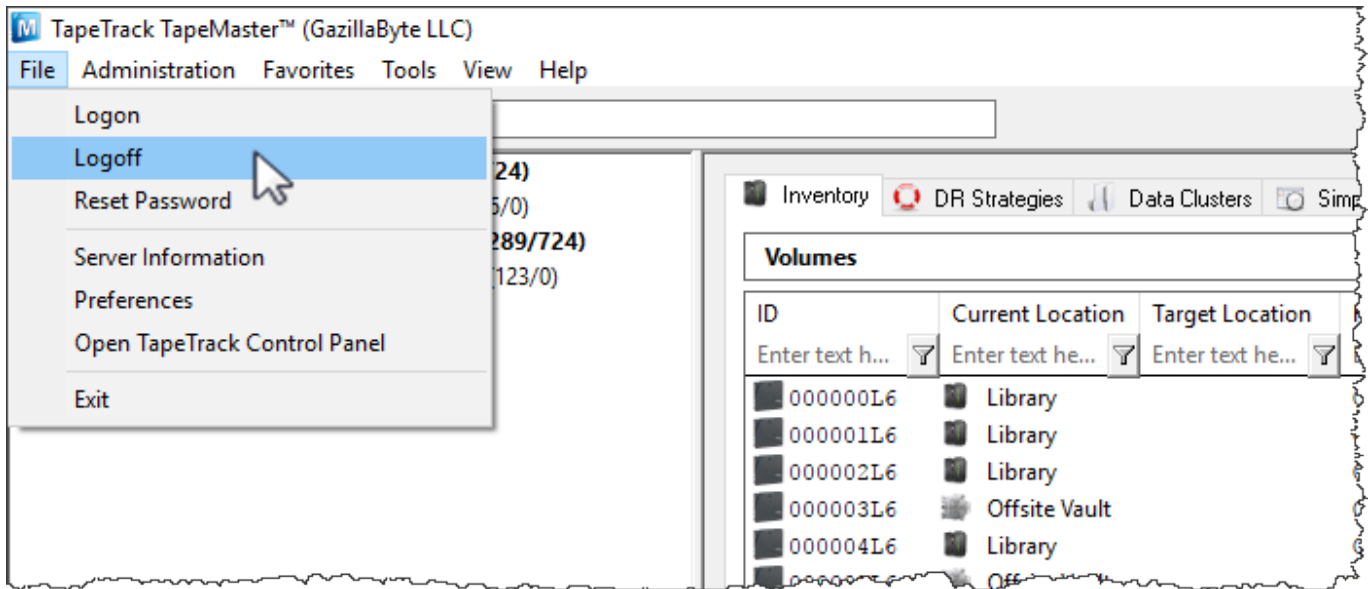 M TapeTrack TapeMaster™ (GazillaByte LLC)
File Administration Favorites Tools View Help
Logon
Logoff
Reset Password
Server Information
Preferences
Open TapeTrack Control Panel
Exit
24)
/0)
289/724)
123/0)
Inventory DR Strategies Data Clusters
Volumes
ID Current Location Target Location
Enter text h... Enter text he... Enter text he...
000000L6 Library
000001L6 Library
000002L6 Library
000003L6 Offsite Vault
000004L6 Library